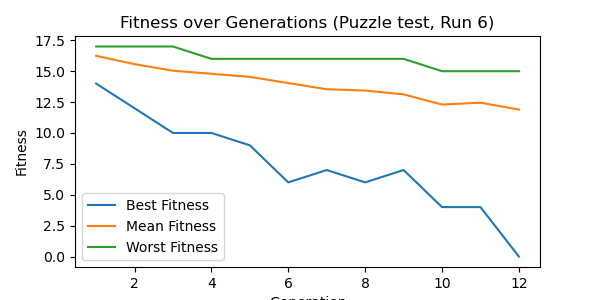 Fitness over Generations (Puzzle test, Run 6)
17.5
15.0
12.5
10.0
7.5
5.0
2.5
0.0
Fitness
Best Fitness
Mean Fitness
Worst Fitness
2 4 6 8 10 12
Generation